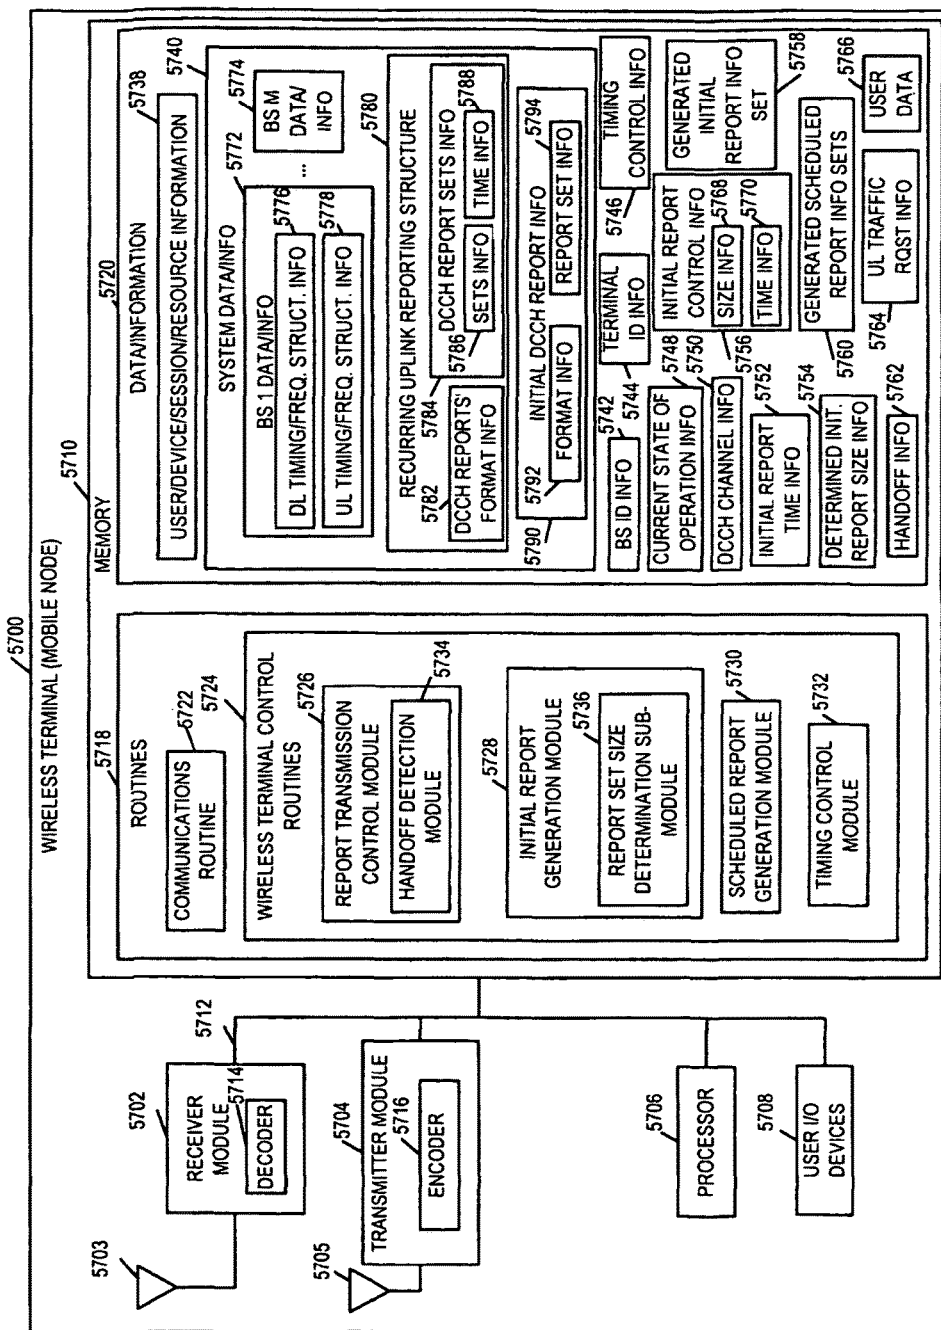 5700
WIRELESS TERMINAL (MOBILE NODE)
5703
5702
RECEIVER
MODULE
5714
DECODER
5712
5705
5704
TRANSMITTER MODULE
5716
ENCODER
5706
PROCESSOR
5708
USER I/O
DEVICES
5710
MEMORY
5718
ROUTINES
5722
COMMUNICATIONS
ROUTINE
5724
WIRELESS TERMINAL CONTROL
ROUTINES
5726
REPORT TRANSMISSION
CONTROL MODULE
5734
HANDOFF DETECTION
MODULE
5728
INITIAL REPORT
GENERATION MODULE
5736
REPORT SET SIZE
DETERMINATION SUB-
MODULE
5730
SCHEDULED REPORT
GENERATION MODULE
5732
TIMING CONTROL
MODULE
5720
DATA/INFORMATION
5738
USER/DEVICE/SESSION/RESOURCE INFORMATION
5740
SYSTEM DATA/INFO
5772
BS 1 DATA/INFO
5776
DL TIMING/FREQ. STRUCT. INFO
5778
UL TIMING/FREQ. STRUCT. INFO
...
5774
BS M
DATA/
INFO
5780
RECURRING UPLINK REPORTING STRUCTURE
5782
DCCH REPORTS'
FORMAT INFO
5784
DCCH REPORT SETS INFO
5786
SETS INFO
5788
TIME INFO
5790
INITIAL DCCH REPORT INFO
5792
FORMAT INFO
5794
REPORT SET INFO
5742
BS ID INFO
5744
TERMINAL
ID INFO
5746
TIMING
CONTROL INFO
5748
CURRENT STATE OF
OPERATION INFO
5750
DCCH CHANNEL INFO
5756
INITIAL REPORT
CONTROL INFO
5768
SIZE INFO
5770
TIME INFO
5758
GENERATED
INITIAL
REPORT INFO
SET
5752
INITIAL REPORT
TIME INFO
5754
DETERMINED INIT.
REPORT SIZE INFO
5760
GENERATED SCHEDULED
REPORT INFO SETS
5762
HANDOFF INFO
5764
UL TRAFFIC
RQST INFO
5766
USER
DATA